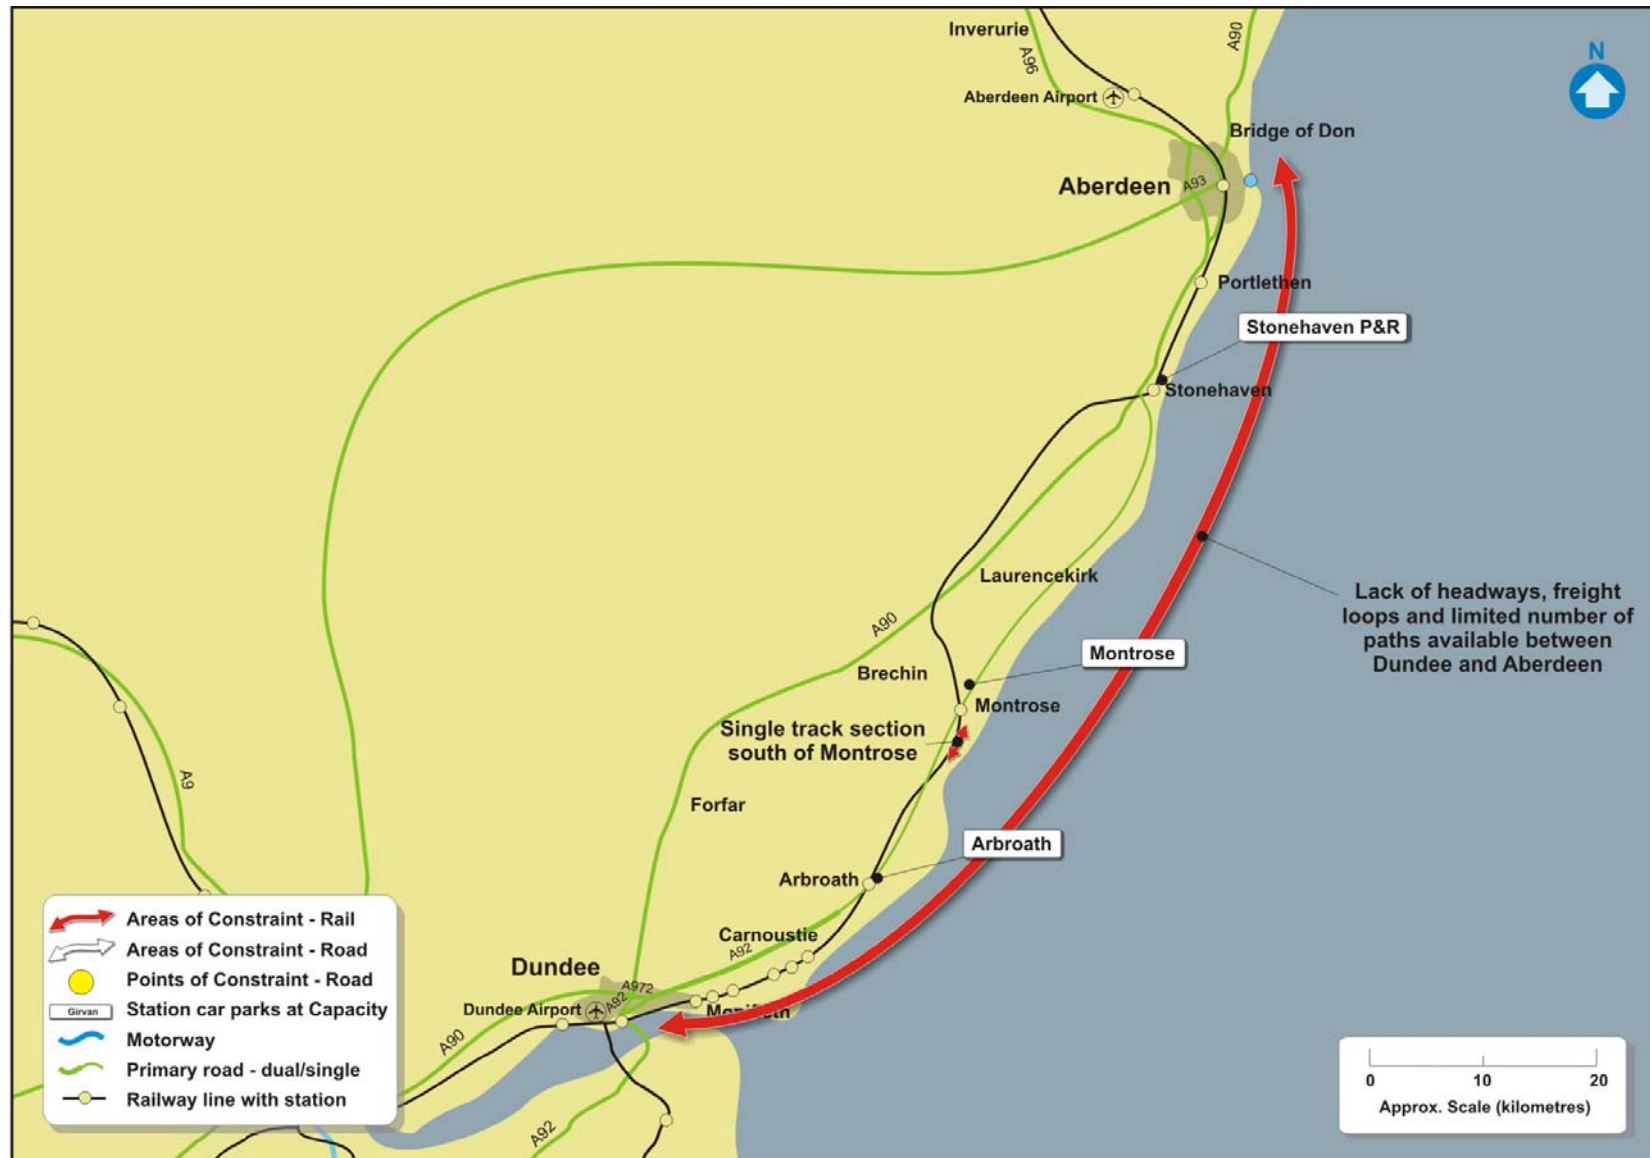 Inverurie
A96
A90
N
Aberdeen Airport
Bridge of Don
Aberdeen
A93
Portlethen
Stonehaven P&R
Stonehaven
Laurencekirk
Lack of headways, freight
loops and limited number of
paths available between
Dundee and Aberdeen
A90
Montrose
Brechin
Montrose
Single track section
south of Montrose
A9
Forfar
Arbroath
Arbroath
Carnoustie
A92
Dundee
A972
A92
Dundee Airport
Monifieth
A90
A92
Areas of Constraint - Rail
Areas of Constraint - Road
Points of Constraint - Road
Girvan
Station car parks at Capacity
Motorway
Primary road - dual/single
Railway line with station
0 10 20
Approx. Scale (kilometres)